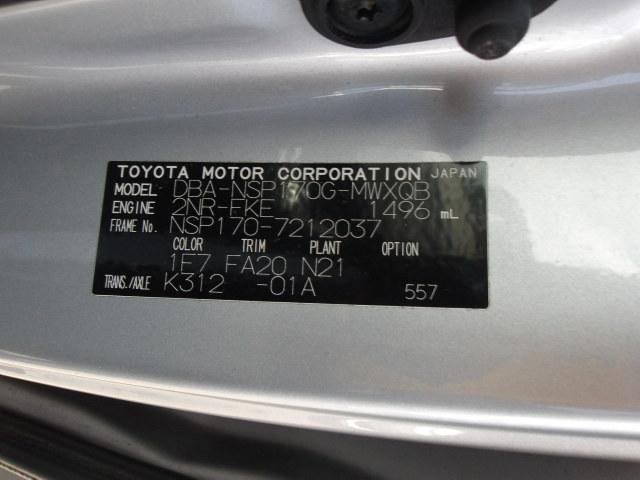 TOYOTA MOTOR CORPORATION JAPAN
MODEL DBA-NSP170G-MWXQB
ENGINE 2NR-FKE 1496 mL
FRAME No. NSP170-7212037
COLOR TRIM PLANT OPTION
1F7 FA20 N21
TRANS./AXLE K312 -01A 557